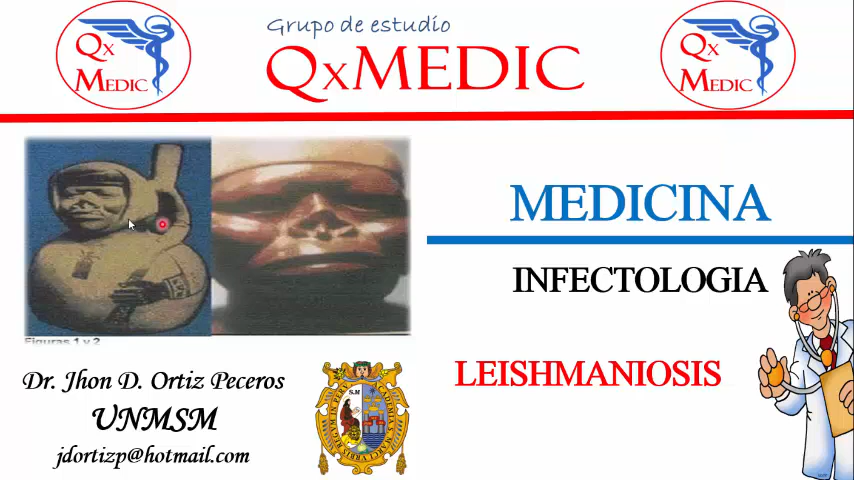 Qx
MEDIC
Grupo de estudio
QxMEDIC
Qx
MEDIC
MEDICINA
INFECTOLOGIA
LEISHMANIOSIS
Figuras 1 y 2
Dr. Jhon D. Ortiz Peceros
UNMSM
jdortizp@hotmail.com
S.M